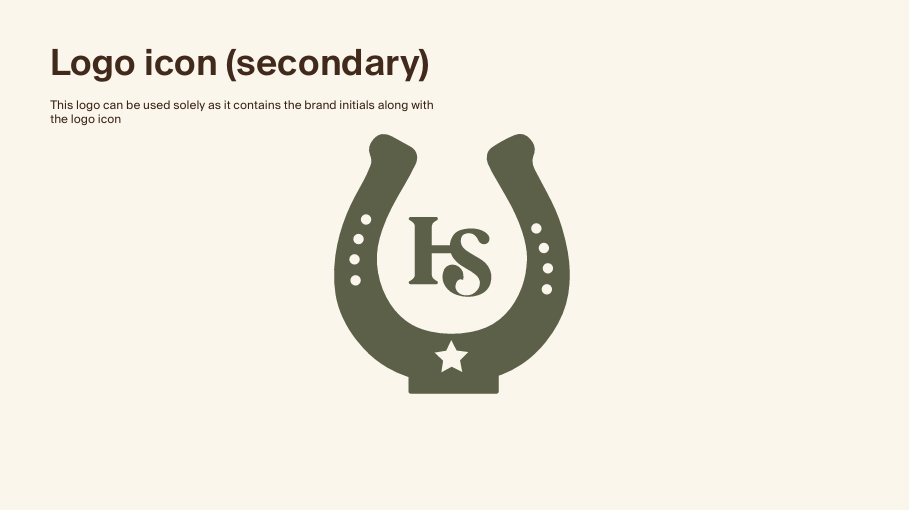 Logo icon (secondary)
This logo can be used solely as it contains the brand initials along with
the logo icon
HS